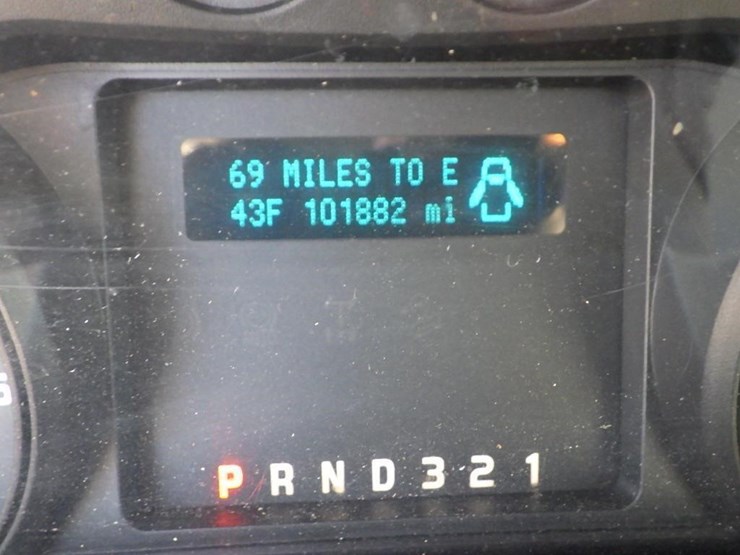 69 MILES TO E
43F 101882 mi
P R N D 3 2 1